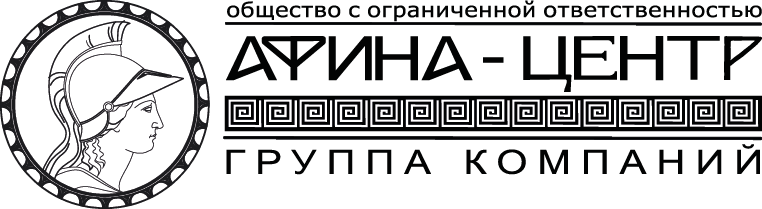 общество с ограниченной ответственностью
АФИНА - ЦЕНТР
ГРУППА КОМПАНИЙ